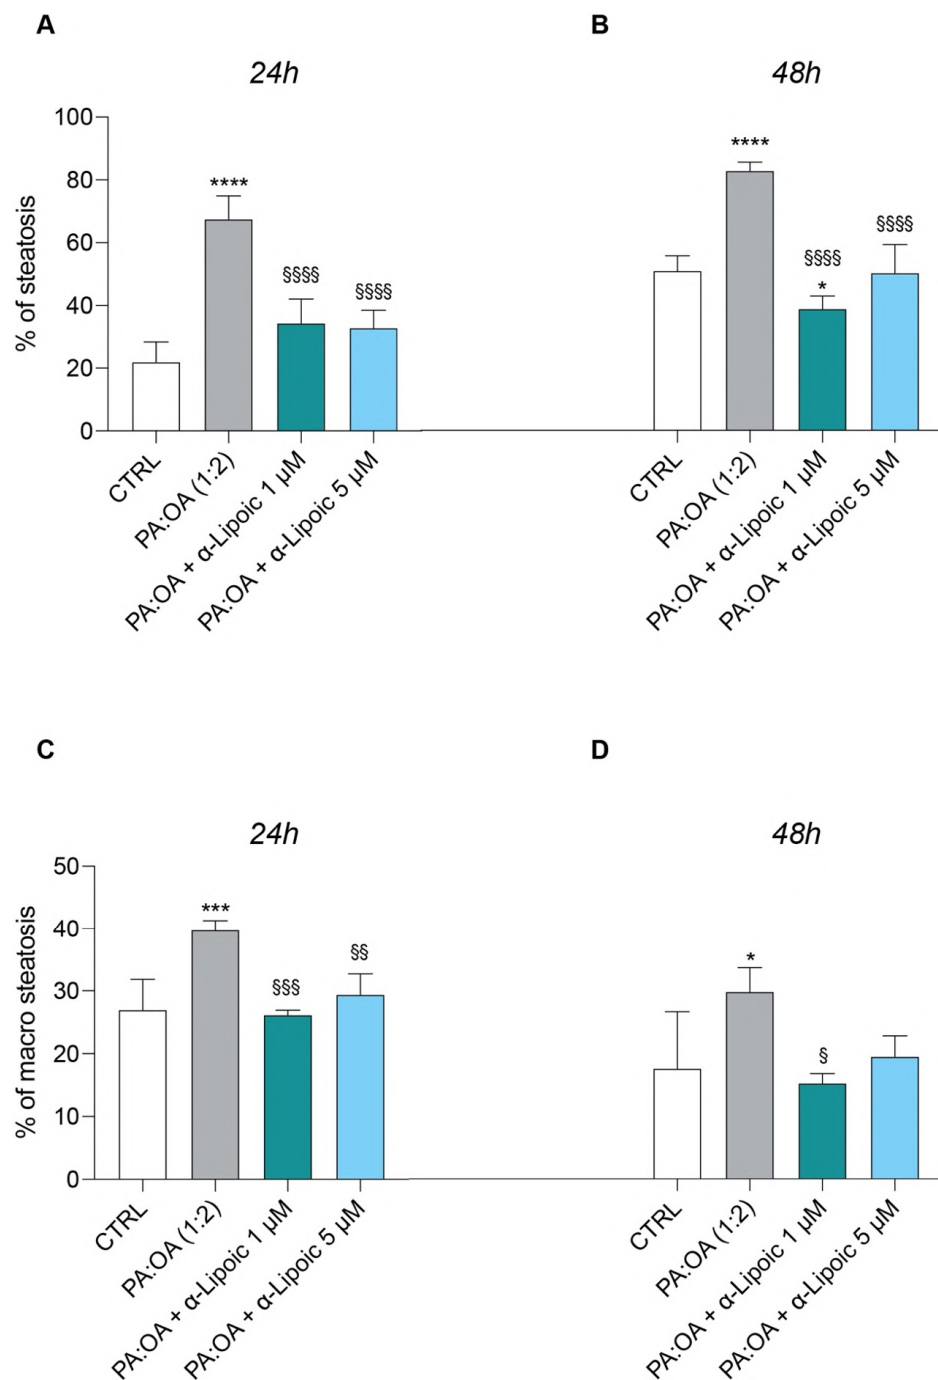 A
B
24h
48h
% of steatosis
100
80
60
40
20
0
****
§§§§
§§§§
****
§§§§
*
§§§§
CTRL
PA:OA (1:2)
PA:OA + α-Lipoic 1 µM
PA:OA + α-Lipoic 5 µM
CTRL
PA:OA (1:2)
PA:OA + α-Lipoic 1 µM
PA:OA + α-Lipoic 5 µM
C
D
24h
48h
% of macro steatosis
50
40
30
20
10
0
***
§§§
§§
*
§
CTRL
PA:OA (1:2)
PA:OA + α-Lipoic 1 µM
PA:OA + α-Lipoic 5 µM
CTRL
PA:OA (1:2)
PA:OA + α-Lipoic 1 µM
PA:OA + α-Lipoic 5 µM